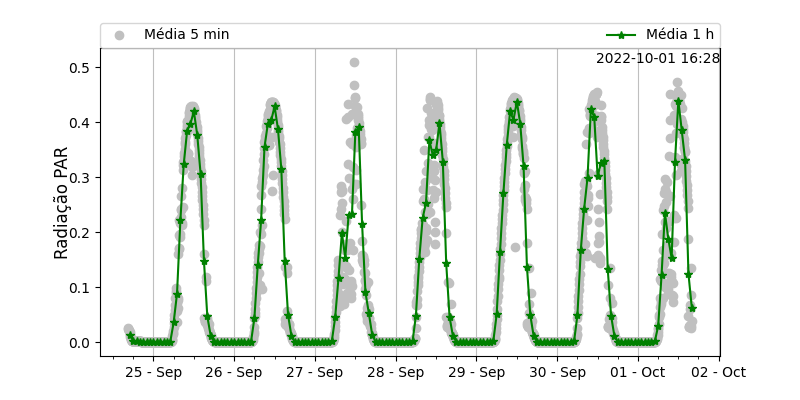 Média 5 min
Média 1 h
2022-10-01 16:28
Radiação PAR
0.5
0.4
0.3
0.2
0.1
0.0
25 - Sep
26 - Sep
27 - Sep
28 - Sep
29 - Sep
30 - Sep
01 - Oct
02 - Oct